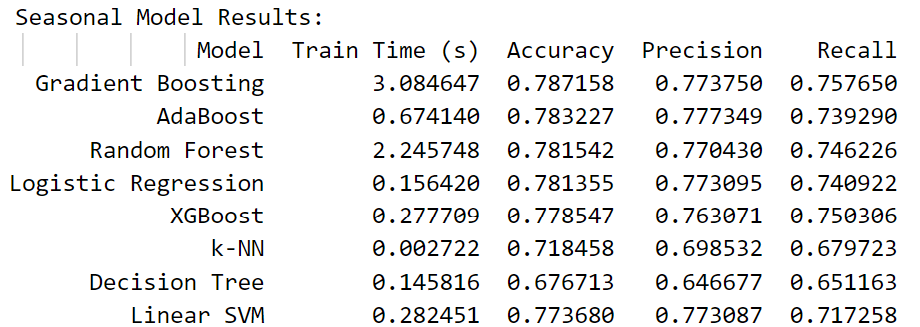 Seasonal Model Results:
Model Train Time (s) Accuracy Precision Recall
Gradient Boosting 3.084647 0.787158 0.773750 0.757650
AdaBoost 0.674140 0.783227 0.777349 0.739290
Random Forest 2.245748 0.781542 0.770430 0.746226
Logistic Regression 0.156420 0.781355 0.773095 0.740922
XGBoost 0.277709 0.778547 0.763071 0.750306
k-NN 0.002722 0.718458 0.698532 0.679723
Decision Tree 0.145816 0.676713 0.646677 0.651163
Linear SVM 0.282451 0.773680 0.773087 0.717258